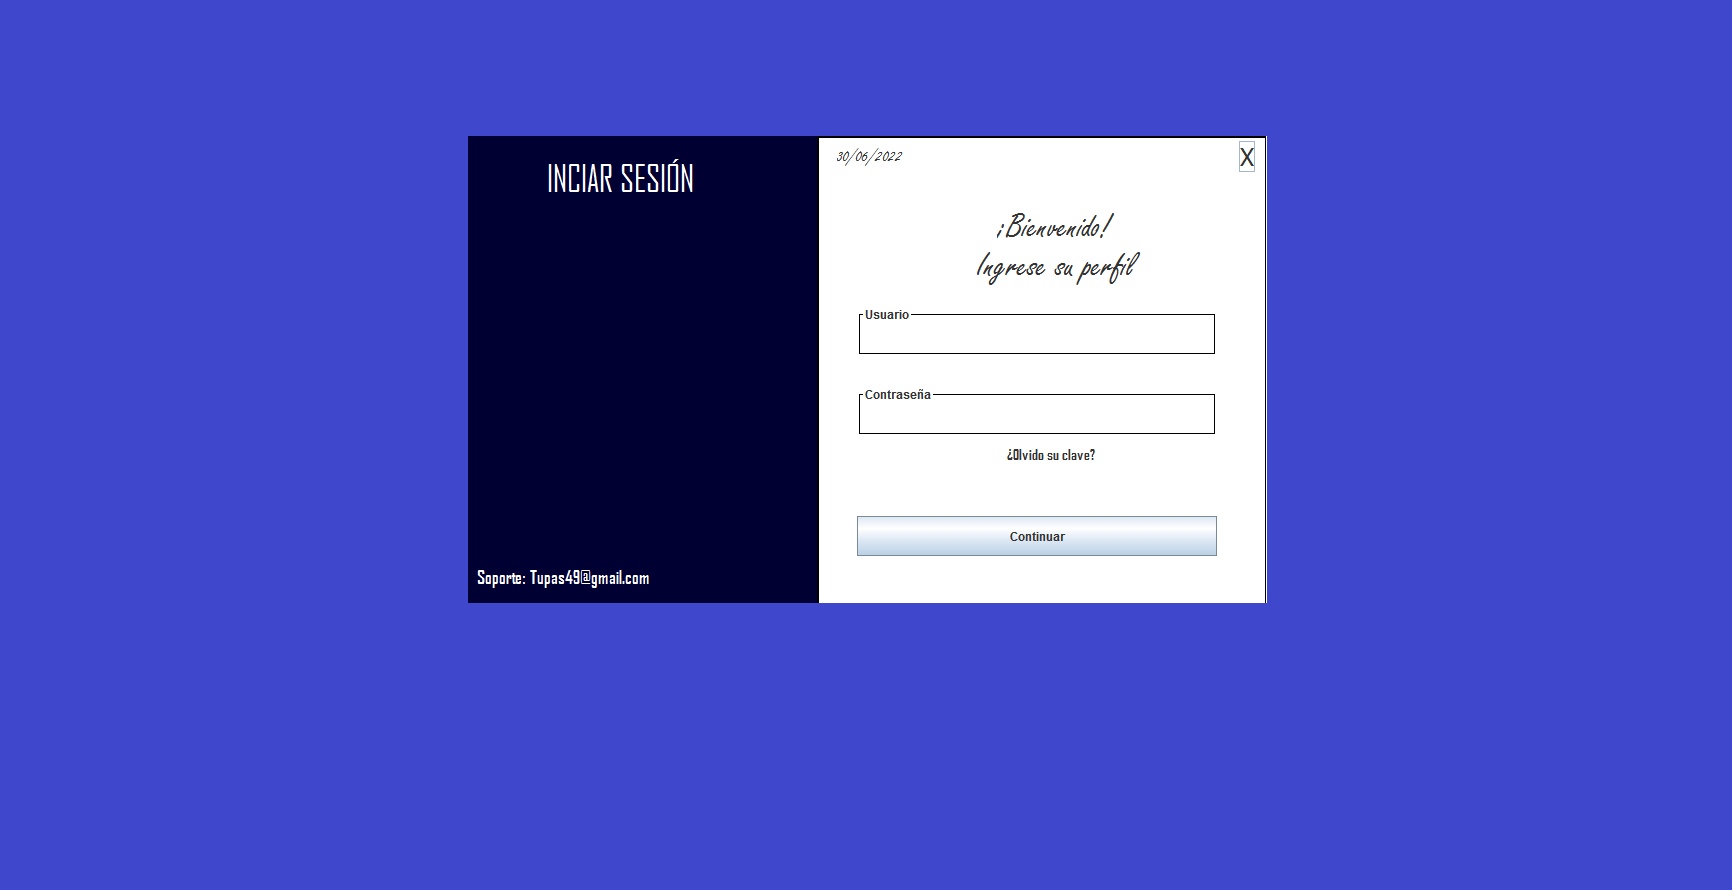 INCIAR SESIÓN
Soporte: Tupas49@gmail.com
30/06/2022
X
¡Bienvenido!
Ingrese su perfil
Usuario
Contraseña
¿Olvido su clave?
Continuar